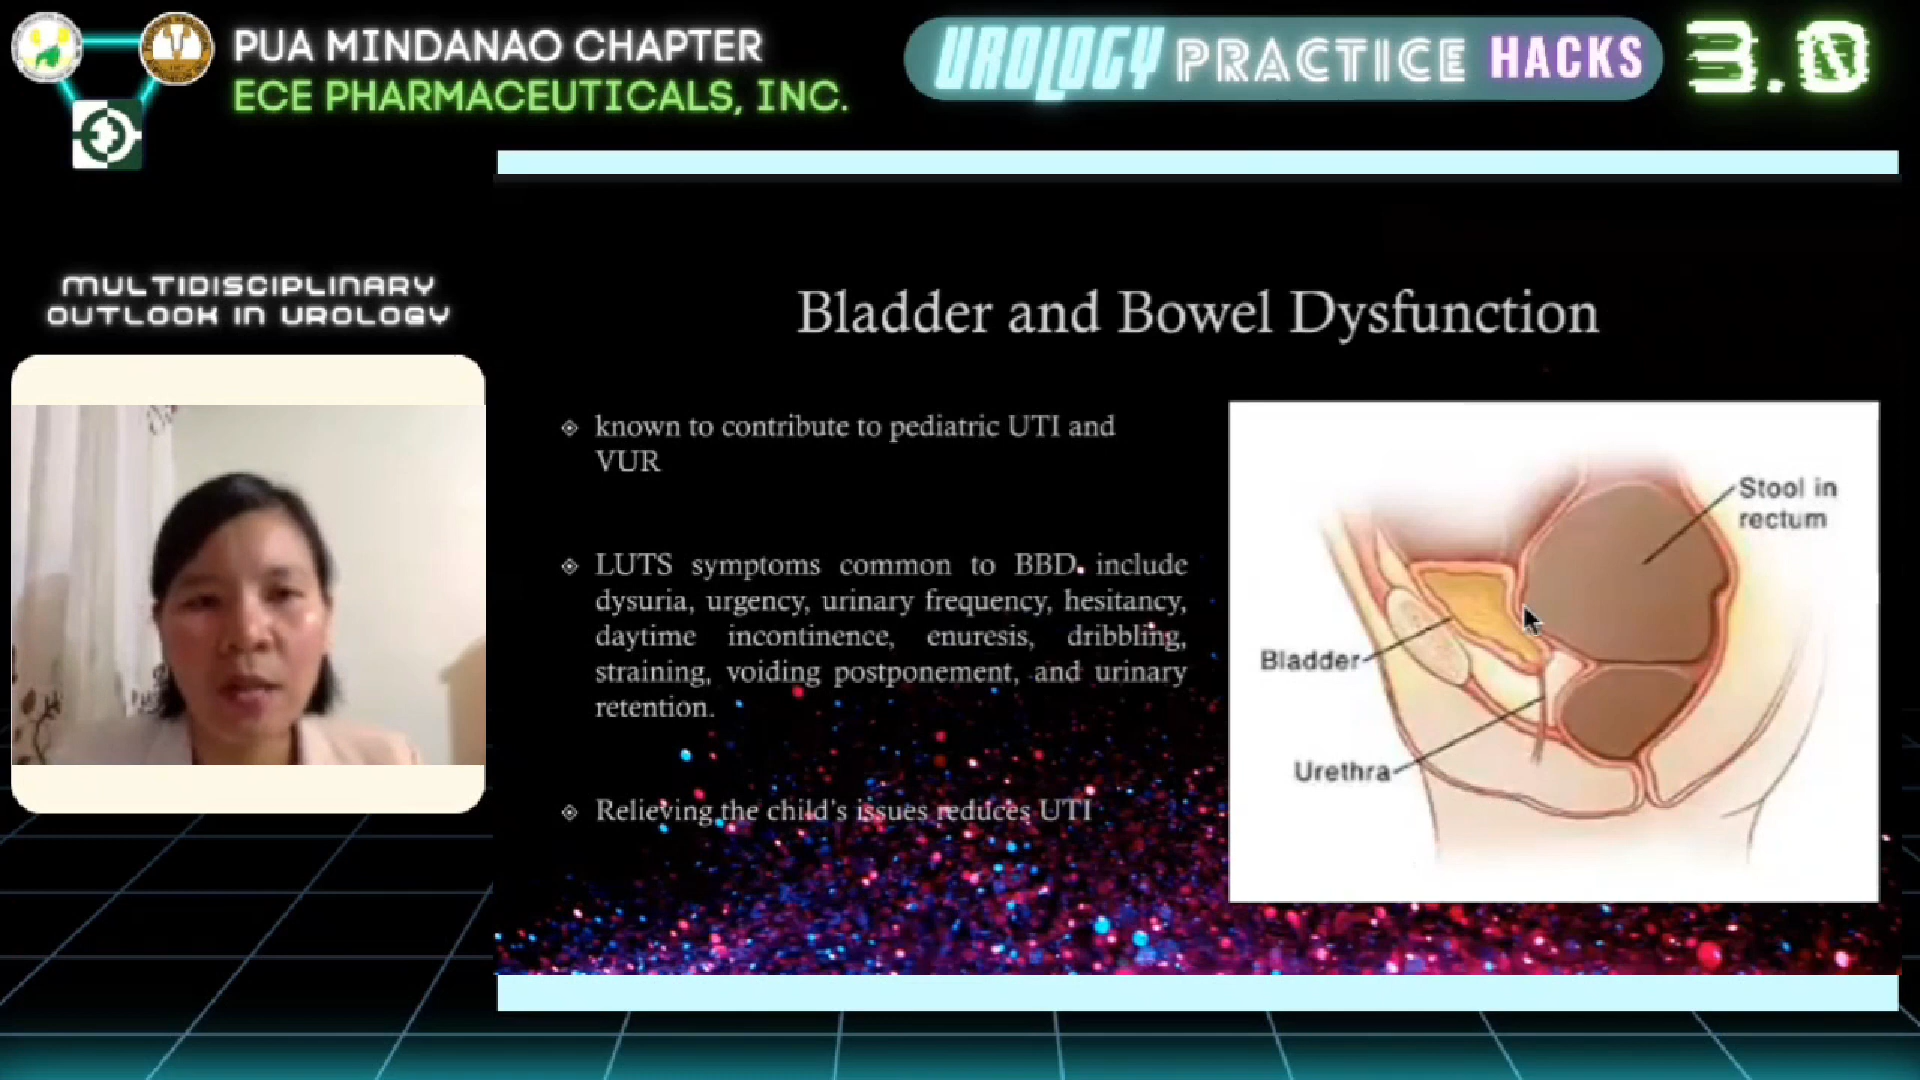 PUA MINDANAO CHAPTER
ECE PHARMACEUTICALS, INC.
UROLOGY PRACTICE HACKS 3.0
MULTIDISCIPLINARY
OUTLOOK IN UROLOGY
Bladder and Bowel Dysfunction
known to contribute to pediatric UTI and
VUR
LUTS symptoms common to BBD include
dysuria, urgency, urinary frequency, hesitancy,
daytime incontinence, enuresis, dribbling,
straining, voiding postponement, and urinary
retention.
Relieving the child's issues reduces UTI
Stool in
rectum
Bladder
Urethra